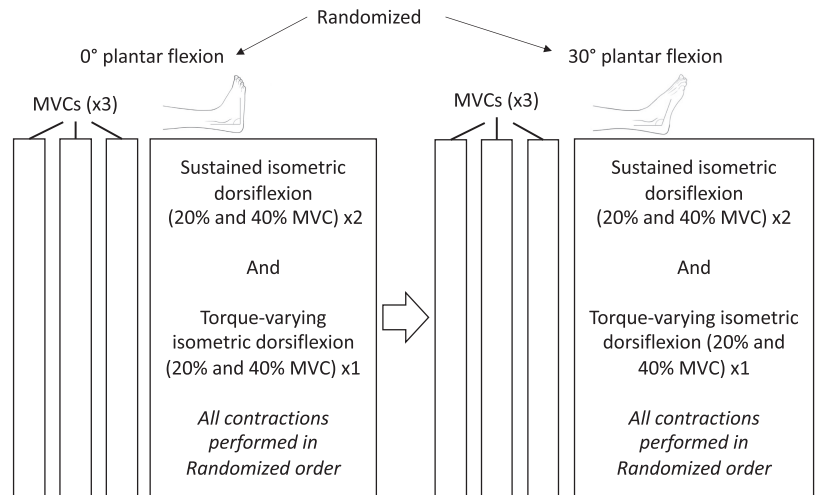 Randomized
0° plantar flexion
MVCs (x3)
Sustained isometric
dorsiflexion
(20% and 40% MVC) x2
And
Torque-varying
isometric dorsiflexion
(20% and 40% MVC) x1
All contractions
performed in
Randomized order
30° plantar flexion
MVCs (x3)
Sustained isometric
dorsiflexion
(20% and 40% MVC) x2
And
Torque-varying isometric
dorsiflexion (20% and
40% MVC) x1
All contractions
performed in
Randomized order